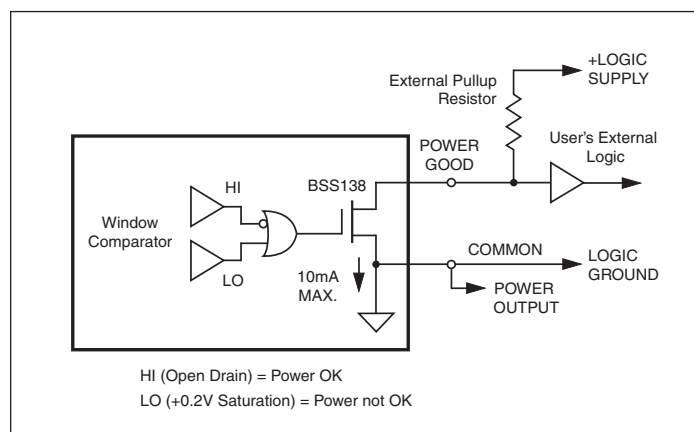 +LOGIC
SUPPLY
External Pullup
Resistor
User's External
Logic
POWER
GOOD
HI
BSS138
Window
Comparator
LO
10mA
MAX.
COMMON
LOGIC
GROUND
POWER
OUTPUT
HI (Open Drain) = Power OK
LO (+0.2V Saturation) = Power not OK